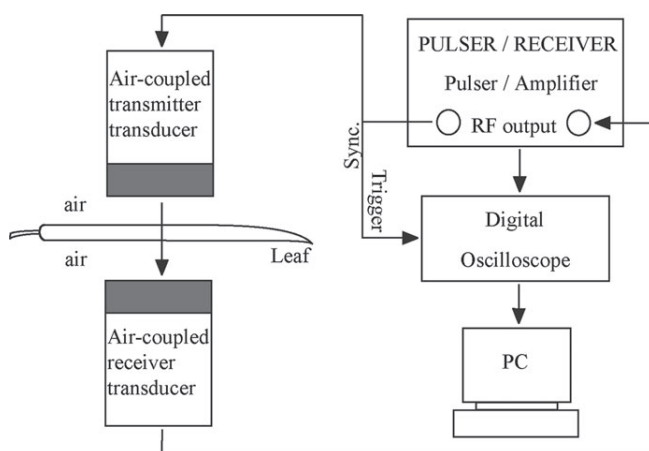 Air-coupled
transmitter
transducer
air
air
Leaf
Air-coupled
receiver
transducer
Sync.
Trigger
PULSER / RECEIVER
Pulser / Amplifier
RF output
Digital
Oscilloscope
PC